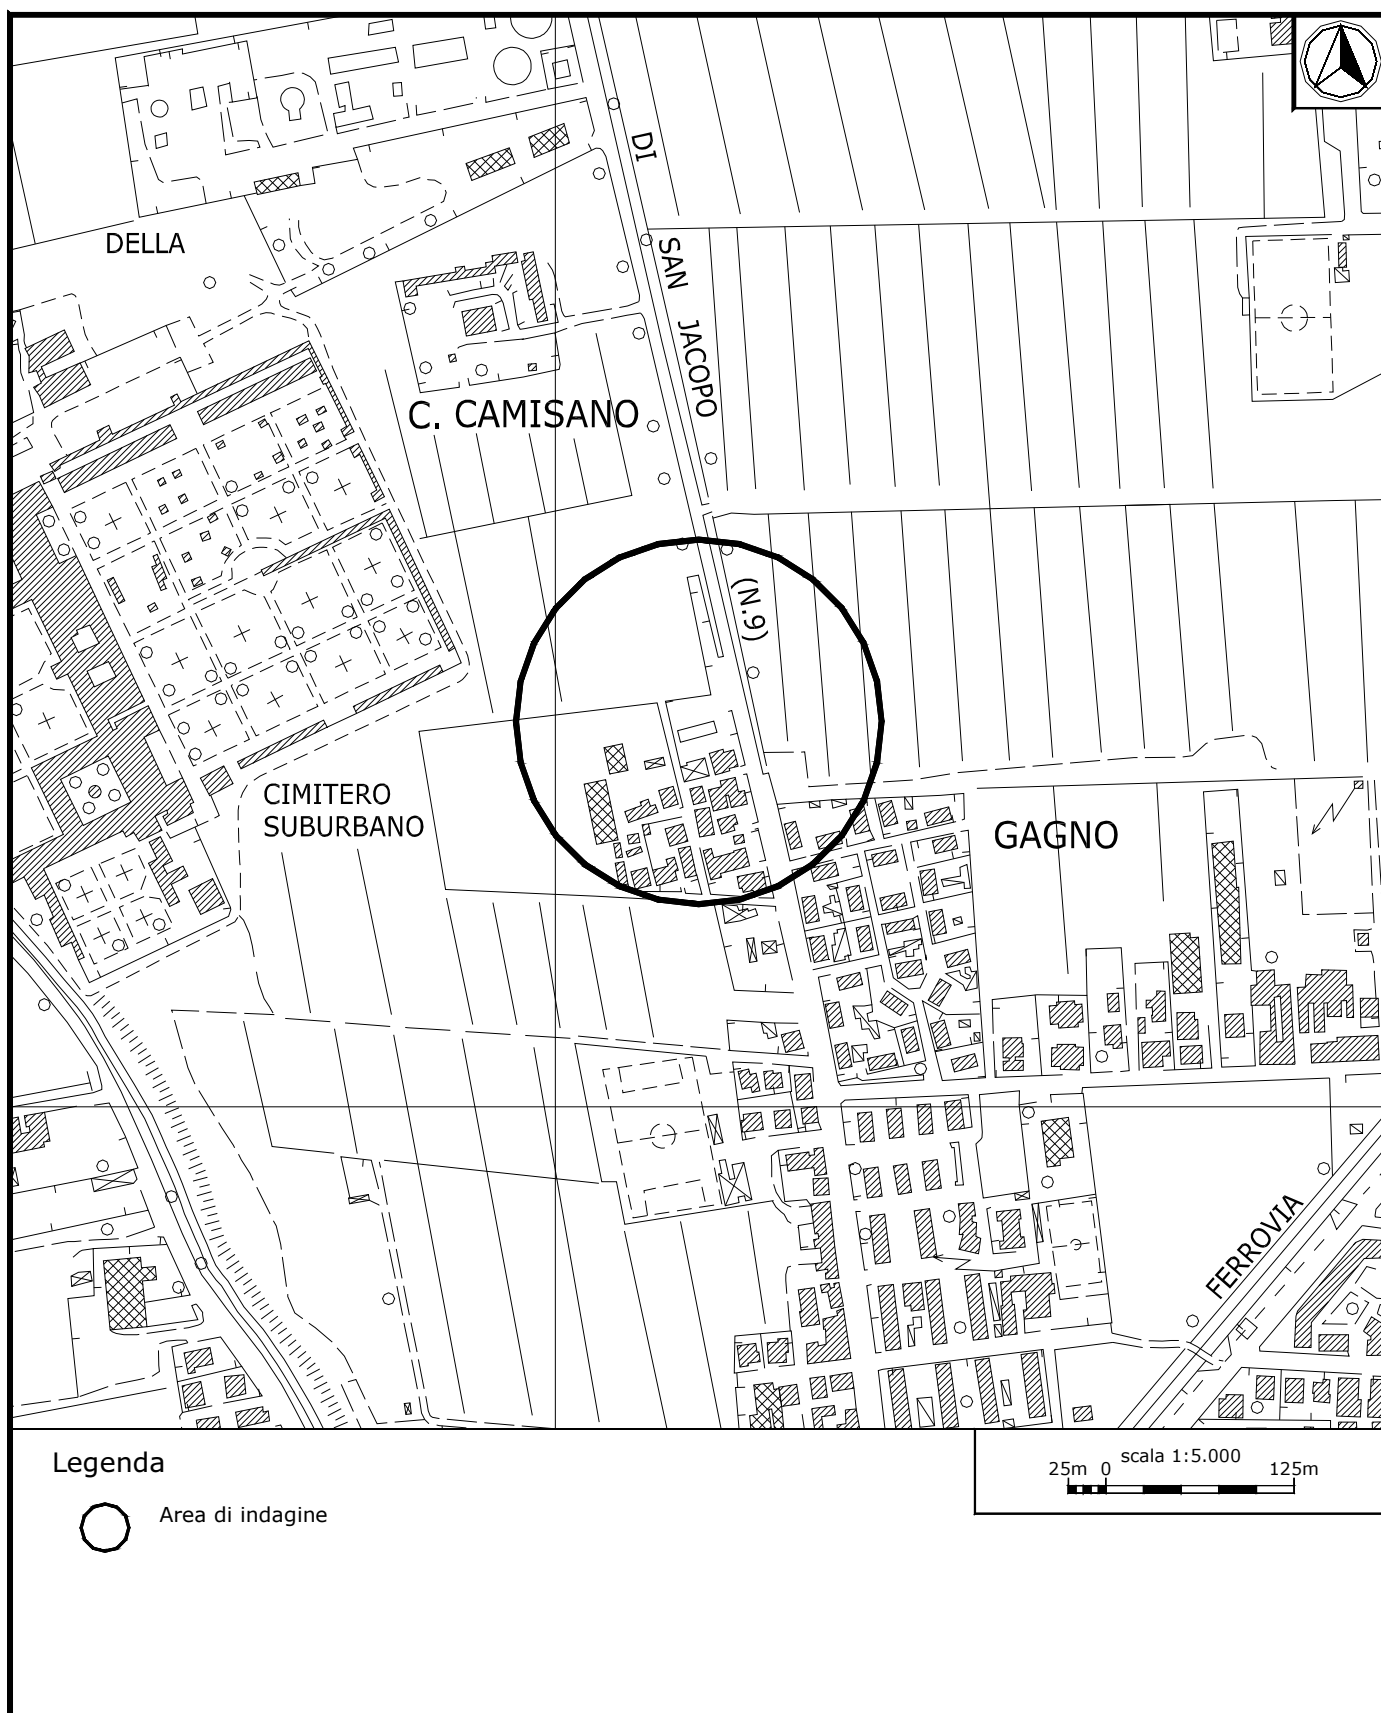 DI
DELLA
SAN JACOPO
C. CAMISANO
(N.9)
CIMITERO
SUBURBANO
GAGNO
FERROVIA
Legenda
Area di indagine
scala 1:5.000
25m 0 125m